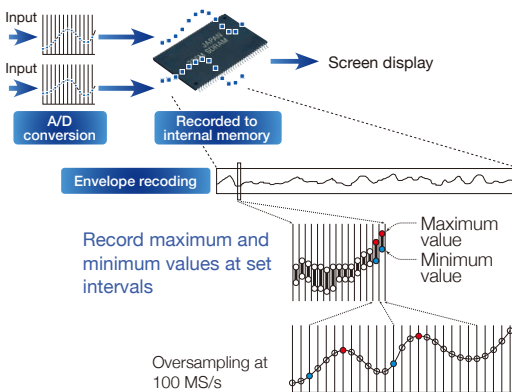 Input
Input
Screen display
JAPAN
A/D
conversion
Recorded to
internal memory
Envelope recoding
Record maximum and
minimum values at set
intervals
Maximum
value
Minimum
value
Oversampling at
100 MS/s